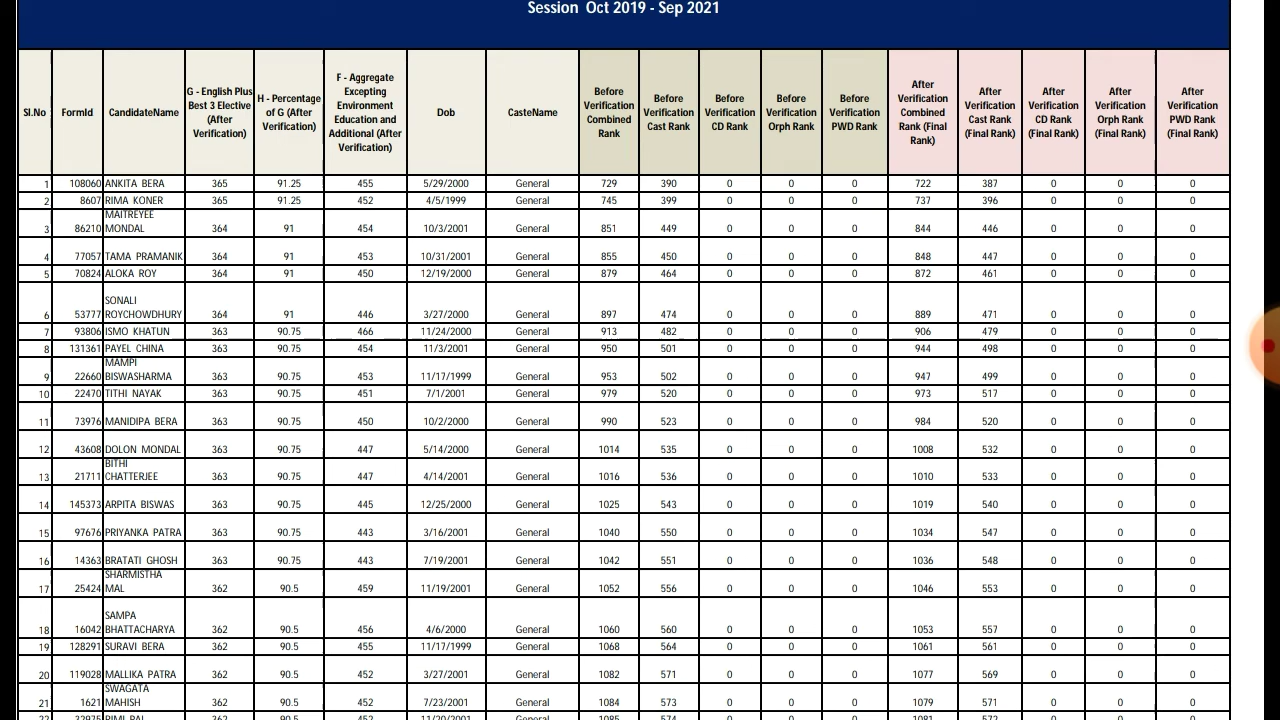 Session Oct 2019 - Sep 2021
Sl.No FormId CandidateName G - English Plus Best 3 Elective (After Verification) H - Percentage of G (After Verification) F - Aggregate Excepting Environment Education and Additional (After Verification) Dob CasteName Before Verification Combined Rank Before Verification Cast Rank Before Verification CD Rank Before Verification Orph Rank Before Verification PWD Rank After Verification Combined Rank (Final Rank) After Verification Cast Rank (Final Rank) After Verification CD Rank (Final Rank) After Verification Orph Rank (Final Rank) After Verification PWD Rank (Final Rank)
1 108060 ANKITA BERA 365 91.25 455 5/29/2000 General 729 390 0 0 0 722 387 0 0 0
2 8607 RIMA KONER 365 91.25 452 4/5/1999 General 745 399 0 0 0 737 396 0 0 0
3 86210 MAITREYEE MONDAL 364 91 454 10/3/2001 General 851 449 0 0 0 844 446 0 0 0
4 77057 TAMA PRAMANIK 364 91 453 10/31/2001 General 855 450 0 0 0 848 447 0 0 0
5 70824 ALOKA ROY 364 91 450 12/19/2000 General 879 464 0 0 0 872 461 0 0 0
6 53777 SONALI ROYCHOWDHURY 364 91 446 3/27/2000 General 897 474 0 0 0 889 471 0 0 0
7 93806 ISMO KHATUN 363 90.75 466 11/24/2000 General 913 482 0 0 0 906 479 0 0 0
8 131361 PAYEL CHINA 363 90.75 454 11/3/2001 General 950 501 0 0 0 944 498 0 0 0
9 22660 MAMPI BISWASHARMA 363 90.75 453 11/17/1999 General 953 502 0 0 0 947 499 0 0 0
10 22470 TITHI NAYAK 363 90.75 451 7/1/2001 General 979 520 0 0 0 973 517 0 0 0
11 73976 MANIDIPA BERA 363 90.75 450 10/2/2000 General 990 523 0 0 0 984 520 0 0 0
12 43608 DOLON MONDAL 363 90.75 447 5/14/2000 General 1014 535 0 0 0 1008 532 0 0 0
13 21711 BITHI CHATTERJEE 363 90.75 447 4/14/2001 General 1016 536 0 0 0 1010 533 0 0 0
14 145373 ARPITA BISWAS 363 90.75 445 12/25/2000 General 1025 543 0 0 0 1019 540 0 0 0
15 97676 PRIYANKA PATRA 363 90.75 443 3/16/2001 General 1040 550 0 0 0 1034 547 0 0 0
16 14363 BRATATI GHOSH 363 90.75 443 7/19/2001 General 1042 551 0 0 0 1036 548 0 0 0
17 25424 SHARMISTHA MAL 362 90.5 459 11/19/2001 General 1052 556 0 0 0 1046 553 0 0 0
18 16042 SAMPA BHATTACHARYA 362 90.5 456 4/6/2000 General 1060 560 0 0 0 1053 557 0 0 0
19 128291 SURAVI BERA 362 90.5 455 11/17/1999 General 1068 564 0 0 0 1061 561 0 0 0
20 119028 MALLIKA PATRA 362 90.5 452 3/27/2001 General 1082 571 0 0 0 1077 569 0 0 0
21 1621 SWAGATA MAHISH 362 90.5 452 7/23/2001 General 1084 573 0 0 0 1079 571 0 0 0
22 32975 RIMI PAL 362 90.5 452 11/20/2001 General 1085 574 0 0 0 1081 572 0 0 0